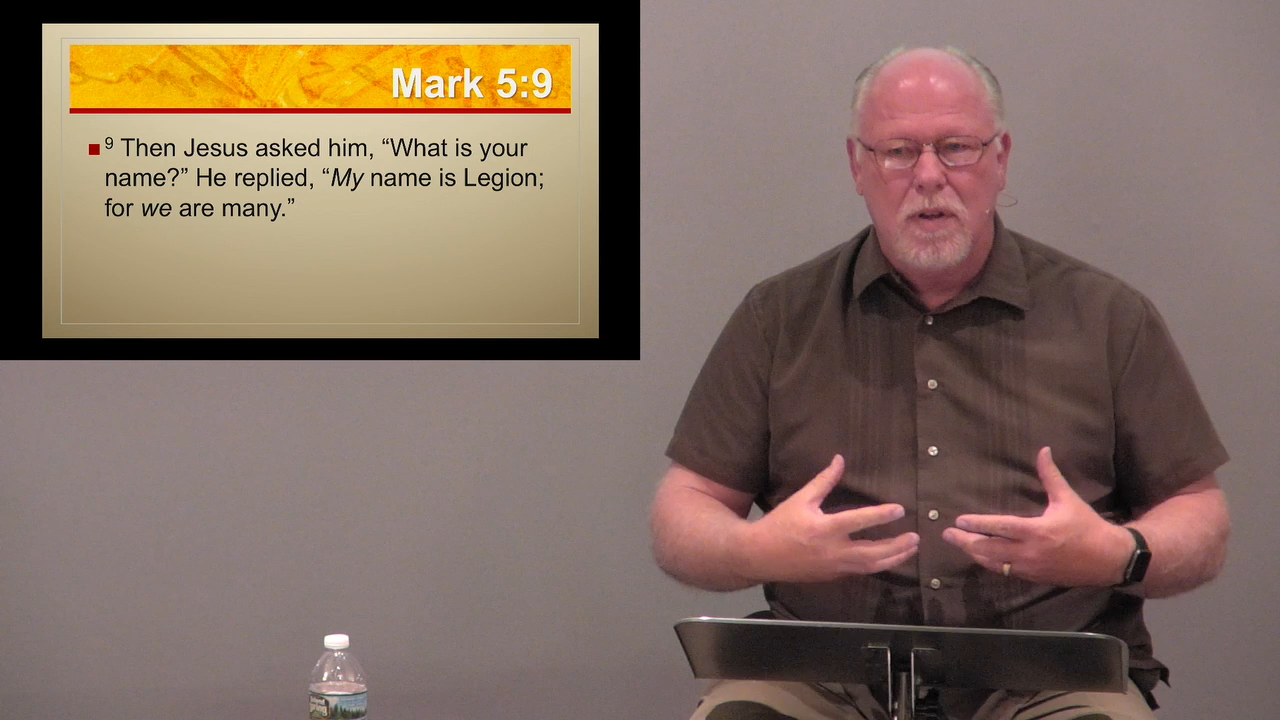 Mark 5:9
■ 9 Then Jesus asked him, “What is your
name?” He replied, “My name is Legion;
for we are many.”